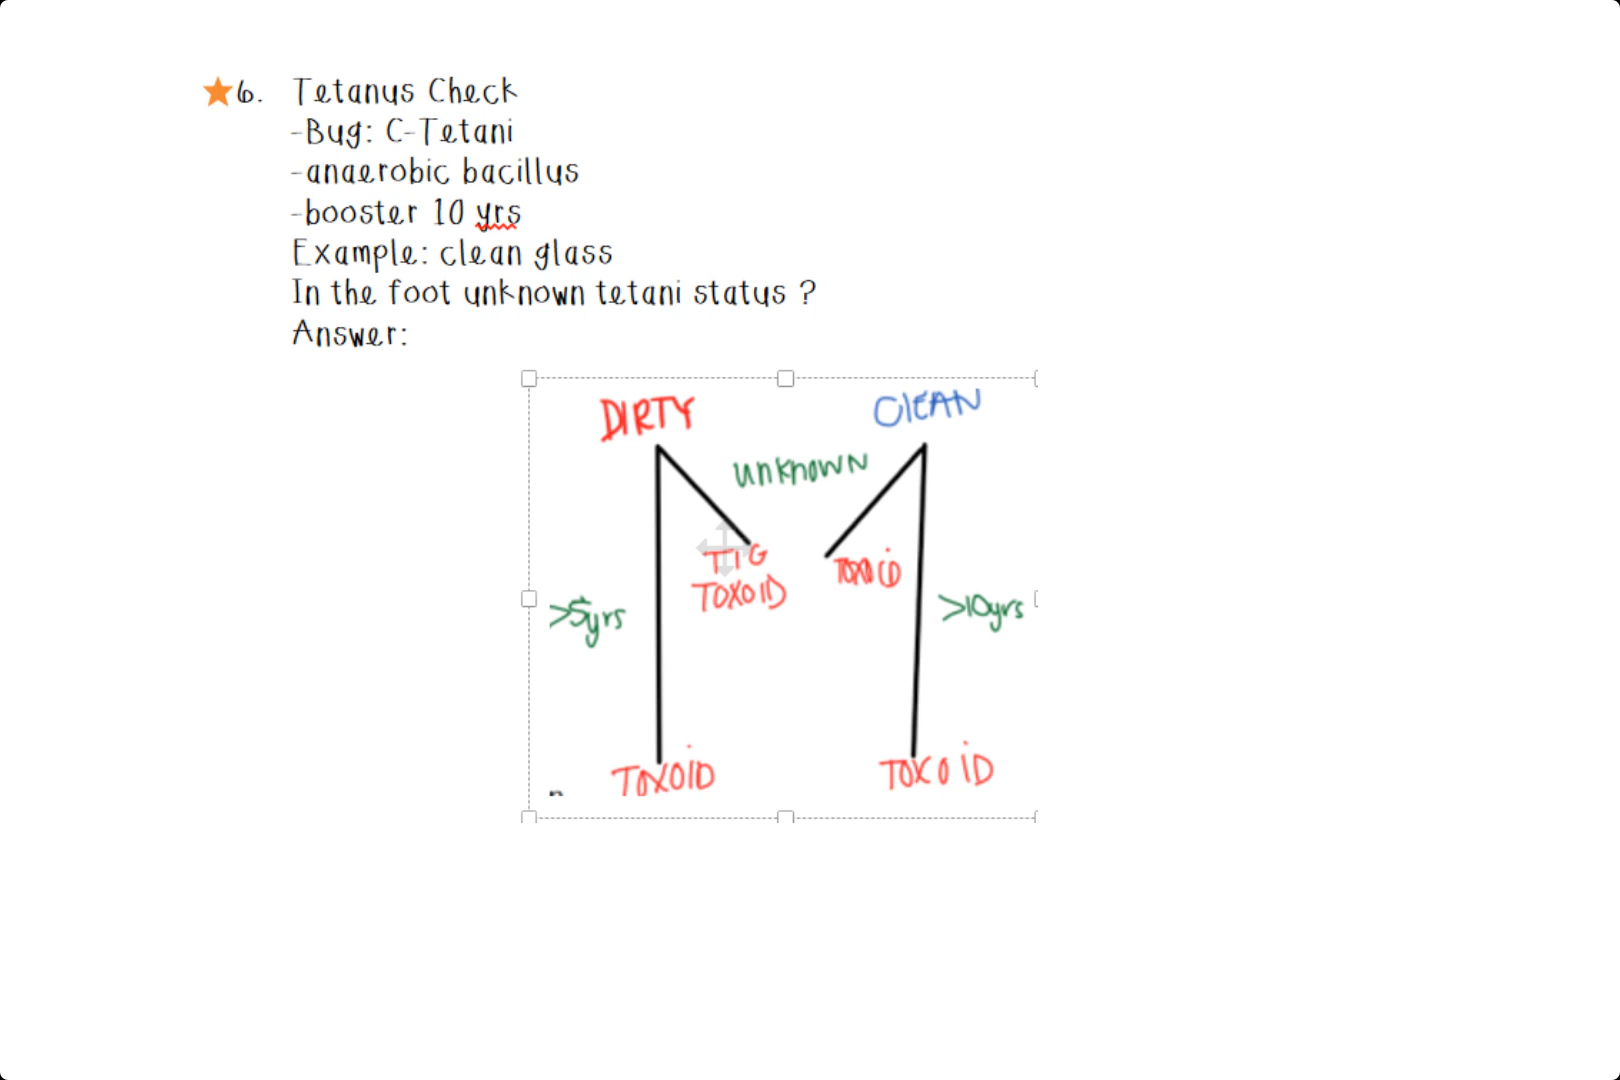 6. Tetanus Check
-Bug: C-Tetani
-anaerobic bacillus
-booster 10 yrs
Example: clean glass
In the foot unknown tetani status ?
Answer:
DIRTY
CLEAN
unknown
TIG
TOXOID
TOXOID
>5yrs
>10yrs
TOXOID
TOXOID